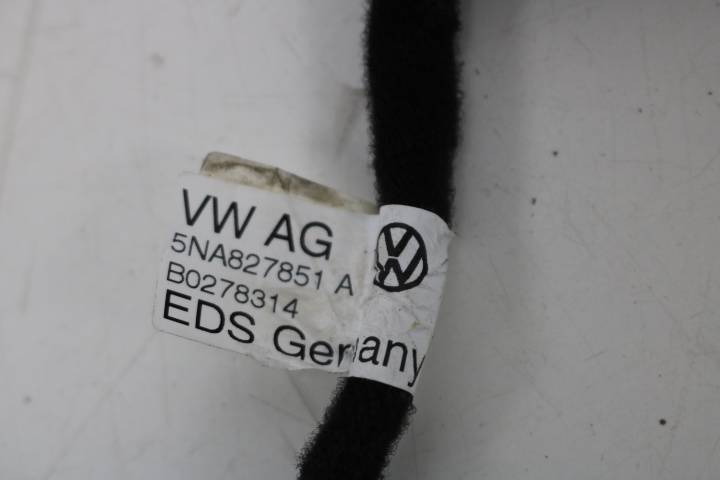 VW AG
5NA827851 A
B0278314
EDS Germany